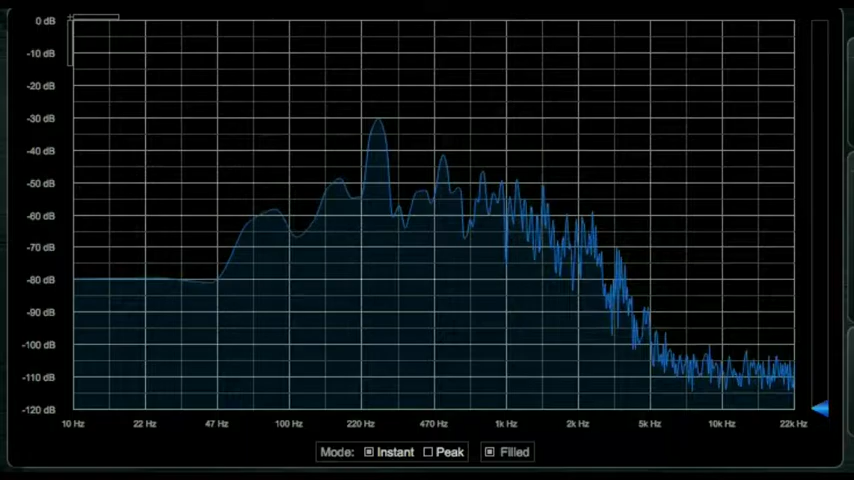 0 dB
-10 dB
-20 dB
-30 dB
-40 dB
-50 dB
-60 dB
-70 dB
-80 dB
-90 dB
-100 dB
-110 dB
-120 dB
10 Hz 22 Hz 47 Hz 100 Hz 220 Hz 470 Hz 1k Hz 2k Hz 5k Hz 10k Hz 22k Hz
Mode: Instant Peak Filled